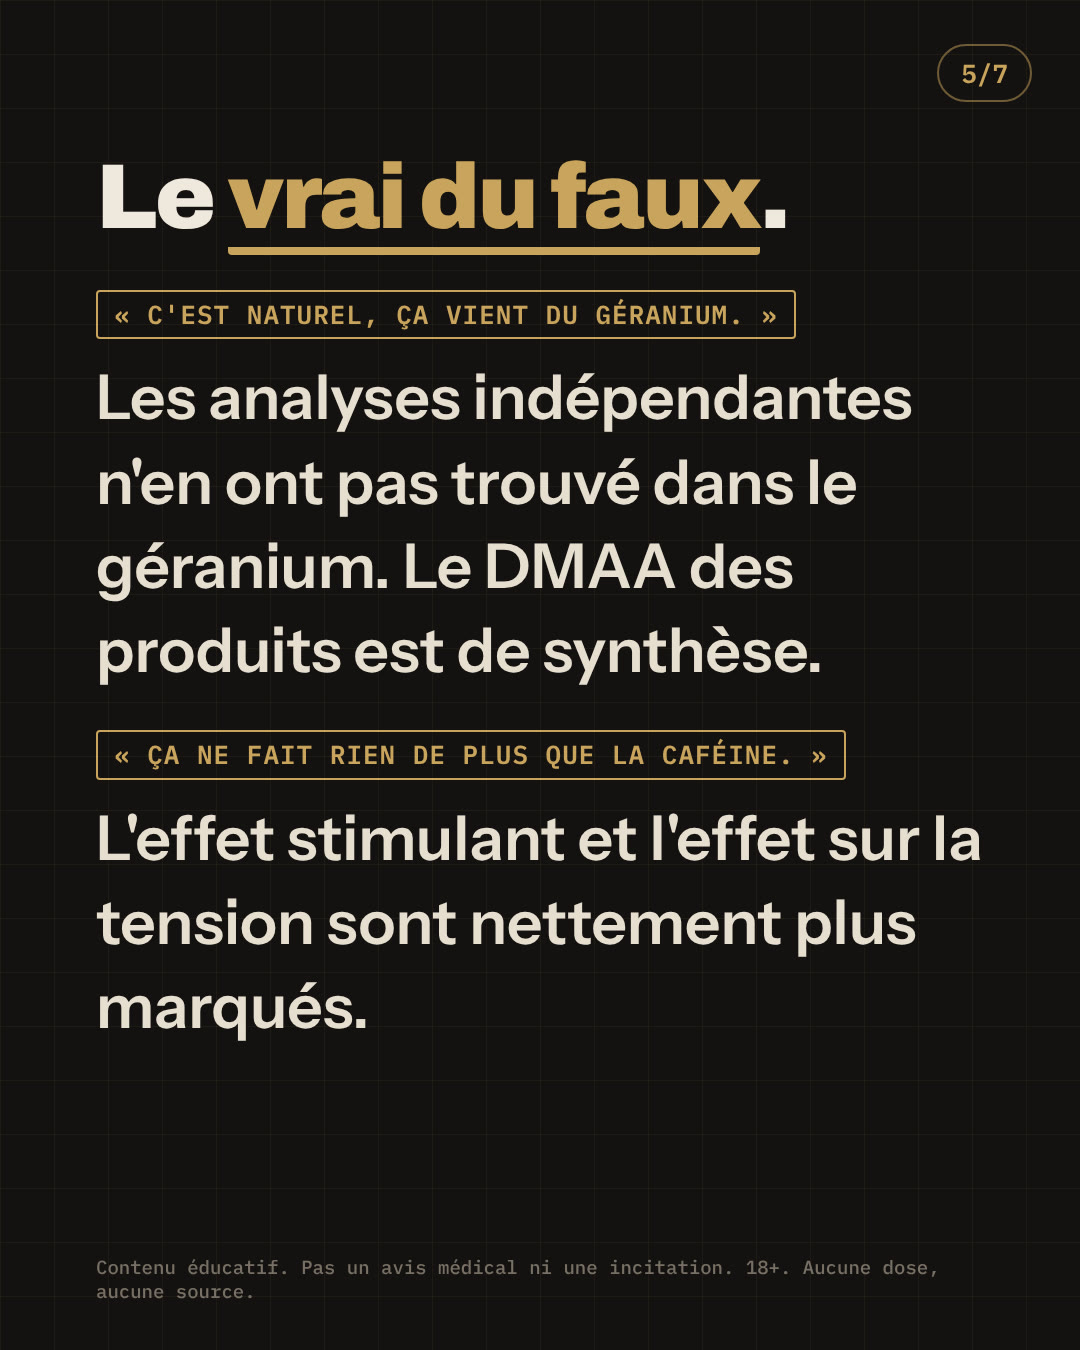 5/7
Le vrai du faux.
« C'EST NATUREL, ÇA VIENT DU GÉRANIUM. »
Les analyses indépendantes
n'en ont pas trouvé dans le
géranium. Le DMAA des
produits est de synthèse.
« ÇA NE FAIT RIEN DE PLUS QUE LA CAFÉINE. »
L'effet stimulant et l'effet sur la
tension sont nettement plus
marqués.
Contenu éducatif. Pas un avis médical ni une incitation. 18+. Aucune dose,
aucune source.